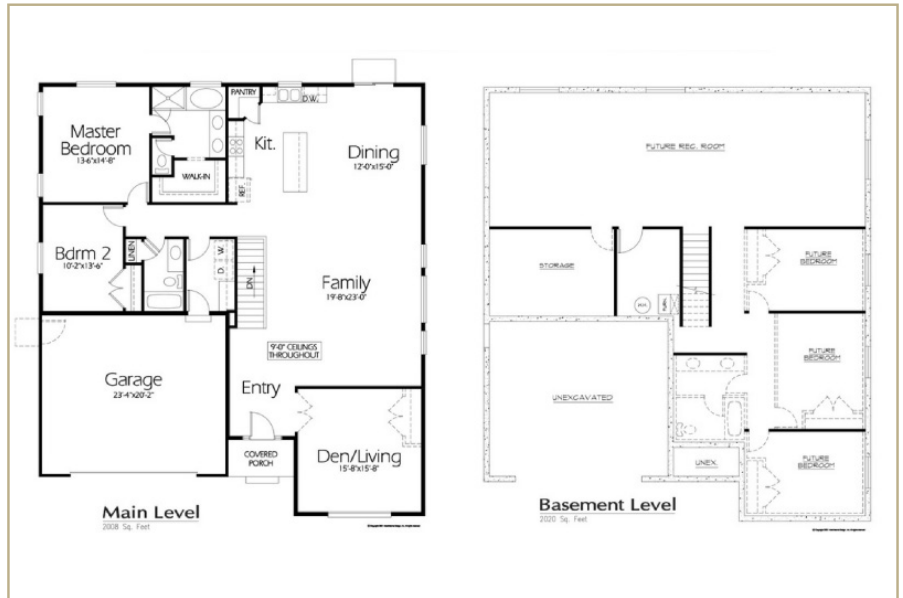 PANTRY
D.W.
Kit.
Master
Bedroom
13'-6"x14'-8"
WALK-IN
REF.
Dining
12'-0"x15'-0"
Bdrm 2
10'-2"x13'-6"
LINEN
D. W.
DN.
Family
19'-8"x23'-0"
9'-0" CEILINGS
THROUGHOUT
Garage
23'-4"x20'-2"
Entry
COVERED
PORCH
Den/Living
15'-8"x15'-8"
Main Level
2008 Sq. Feet
FUTURE REC. ROOM
STORAGE
W.H.
FURN.
FUTURE
BEDROOM
FUTURE
BEDROOM
UNEXCAVATED
UNEX.
FUTURE
BEDROOM
Basement Level
2020 Sq. Feet